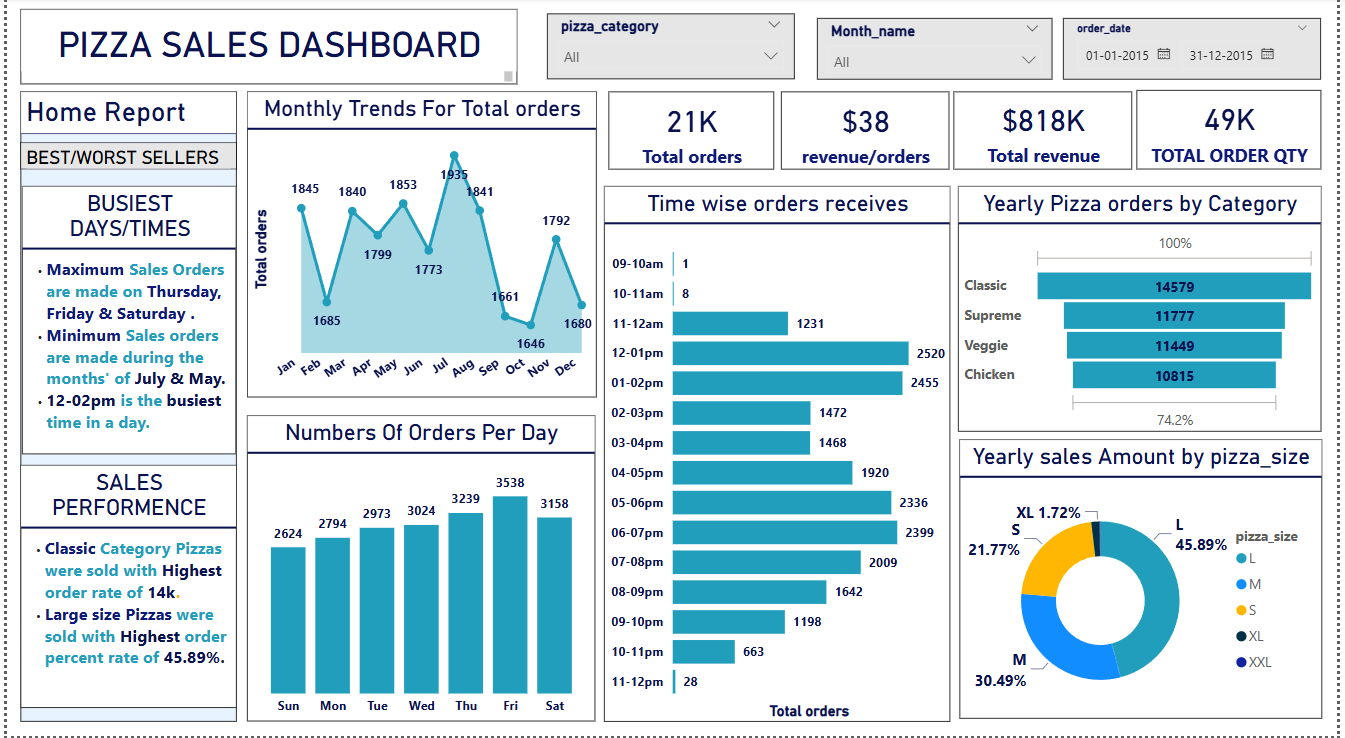 PIZZA SALES DASHBOARD
pizza_category
All
Month_name
All
order_date
01-01-2015
31-12-2015
Home Report
BEST/WORST SELLERS
BUSIEST
DAYS/TIMES
• Maximum Sales Orders
are made on Thursday,
Friday & Saturday .
• Minimum Sales orders
are made during the
months' of July & May.
• 12-02pm is the busiest
time in a day.
SALES
PERFORMENCE
• Classic Category Pizzas
were sold with Highest
order rate of 14k.
• Large size Pizzas were
sold with Highest order
percent rate of 45.89%.
Monthly Trends For Total orders
Total orders
1845
1685
1840
1799
1853
1773
1935
1841
1661
1646
1792
1680
Jan
Feb
Mar
Apr
May
Jun
Jul
Aug
Sep
Oct
Nov
Dec
Numbers Of Orders Per Day
2624
2794
2973
3024
3239
3538
3158
Sun
Mon
Tue
Wed
Thu
Fri
Sat
21K
Total orders
$38
revenue/orders
$818K
Total revenue
49K
TOTAL ORDER QTY
Time wise orders receives
09-10am 1
10-11am 8
11-12am 1231
12-01pm 2520
01-02pm 2455
02-03pm 1472
03-04pm 1468
04-05pm 1920
05-06pm 2336
06-07pm 2399
07-08pm 2009
08-09pm 1642
09-10pm 1198
10-11pm 663
11-12pm 28
Total orders
Yearly Pizza orders by Category
100%
Classic 14579
Supreme 11777
Veggie 11449
Chicken 10815
74.2%
Yearly sales Amount by pizza_size
XL 1.72%
S
21.77%
L
45.89%
M
30.49%
pizza_size
L
M
S
XL
XXL